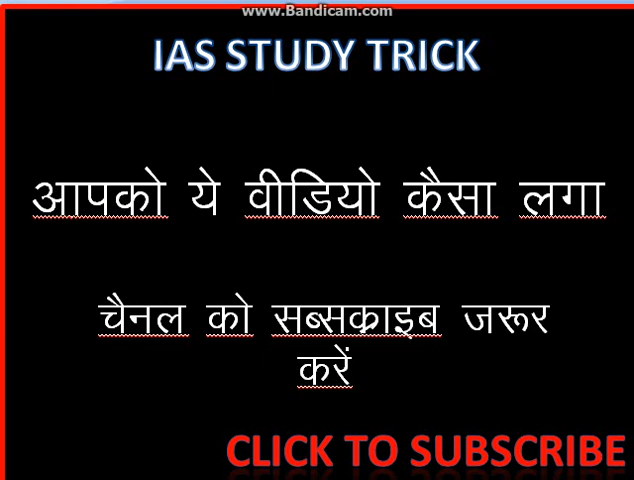 www.Bandicam.com
IAS STUDY TRICK
आपको ये वीडियो कैसा लगा
चैनल को सब्सक्राइब जरूर
करें
CLICK TO SUBSCRIBE